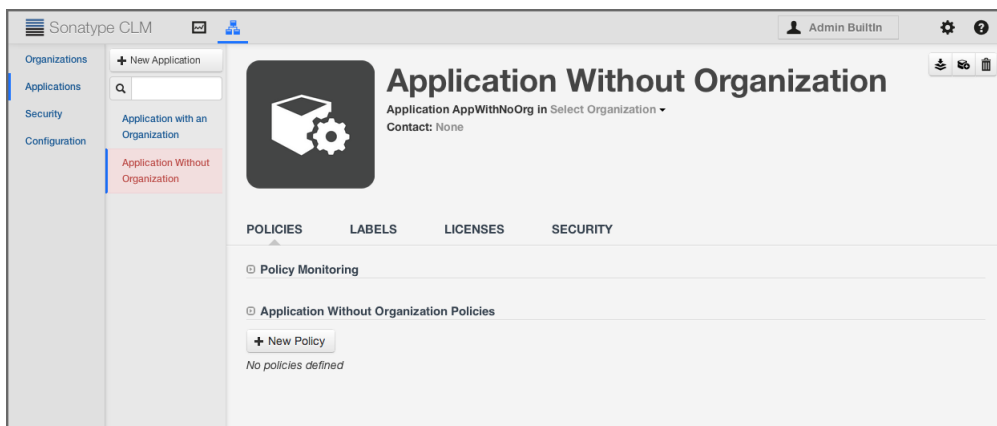 Sonatype CLM
Admin BuiltIn
Organizations
Applications
Security
Configuration
New Application
Application with an
Organization
Application Without
Organization
Application Without Organization
Application AppWithNoOrg in Select Organization
Contact: None
POLICIES LABELS LICENSES SECURITY
Policy Monitoring
Application Without Organization Policies
New Policy
No policies defined